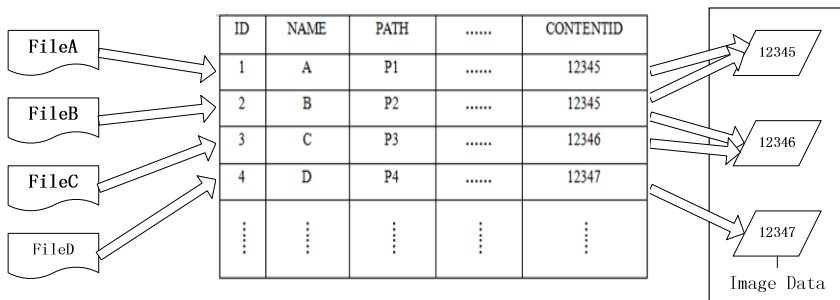 FileA
FileB
FileC
FileD
ID NAME PATH ...... CONTENTID
1 A P1 ...... 12345
2 B P2 ...... 12345
3 C P3 ...... 12346
4 D P4 ...... 12347
12345
12346
12347
Image Data